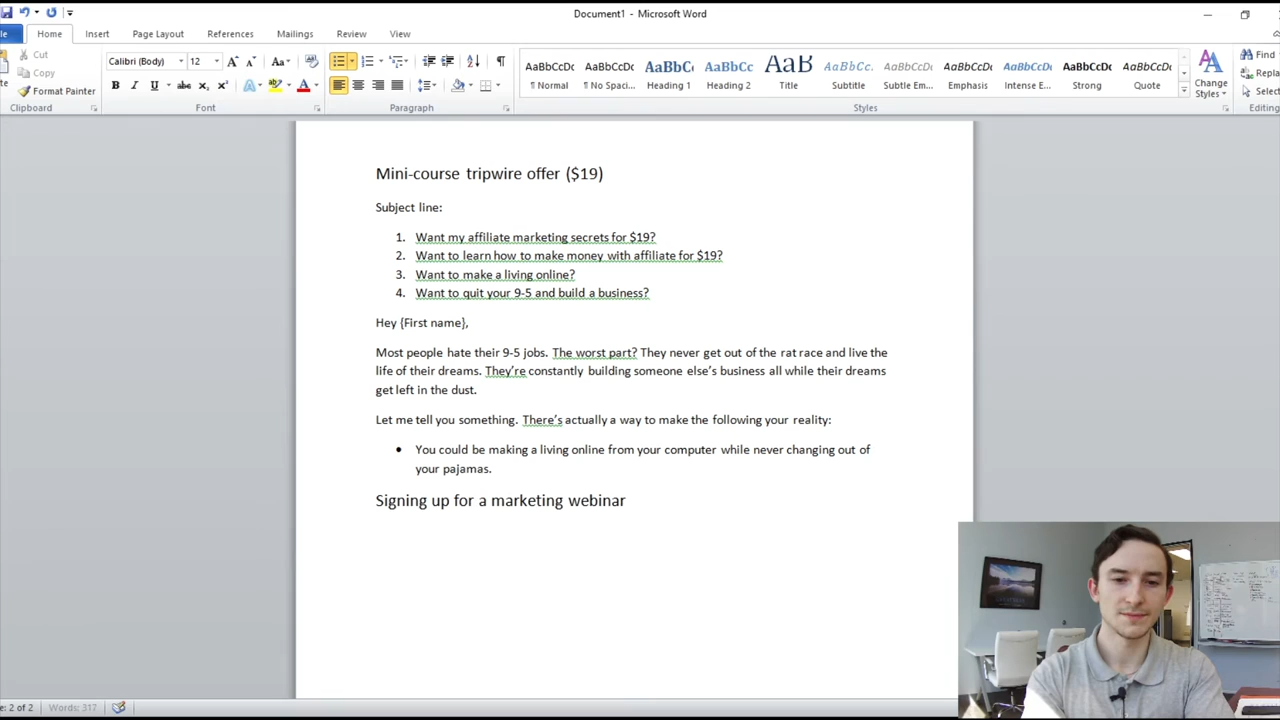 Document1 - Microsoft Word
Home Insert Page Layout References Mailings Review View
Cut
Copy
Format Painter
Clipboard
Calibri (Body) 12
Font
Paragraph
AaBbCcDc AaBbCcDc AaBbC AaBbCc AaB AaBbCc. AaBbCcDc AaBbCcDc AaBbCcDc AaBbCcDc AaBbCcDc
¶ Normal ¶ No Spaci... Heading 1 Heading 2 Title Subtitle Subtle Em... Emphasis Intense E... Strong Quote
Styles
Change
Styles
Find
Repla
Select
Editing
Mini-course tripwire offer ($19)
Subject line:
1. Want my affiliate marketing secrets for $19?
2. Want to learn how to make money with affiliate for $19?
3. Want to make a living online?
4. Want to quit your 9-5 and build a business?
Hey {First name},
Most people hate their 9-5 jobs. The worst part? They never get out of the rat race and live the
life of their dreams. They're constantly building someone else's business all while their dreams
get left in the dust.
Let me tell you something. There's actually a way to make the following your reality:
• You could be making a living online from your computer while never changing out of
your pajamas.
Signing up for a marketing webinar
e: 2 of 2 Words: 317